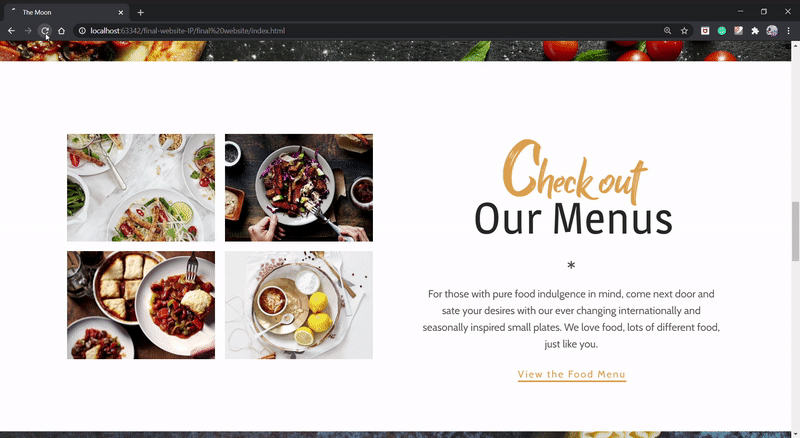 The Moon
localhost:63342/final-website-IP/final%20website/index.html
Check out
Our Menus
*
For those with pure food indulgence in mind, come next door and
sate your desires with our ever changing internationally and
seasonally inspired small plates. We love food, lots of different food,
just like you.
View the Food Menu